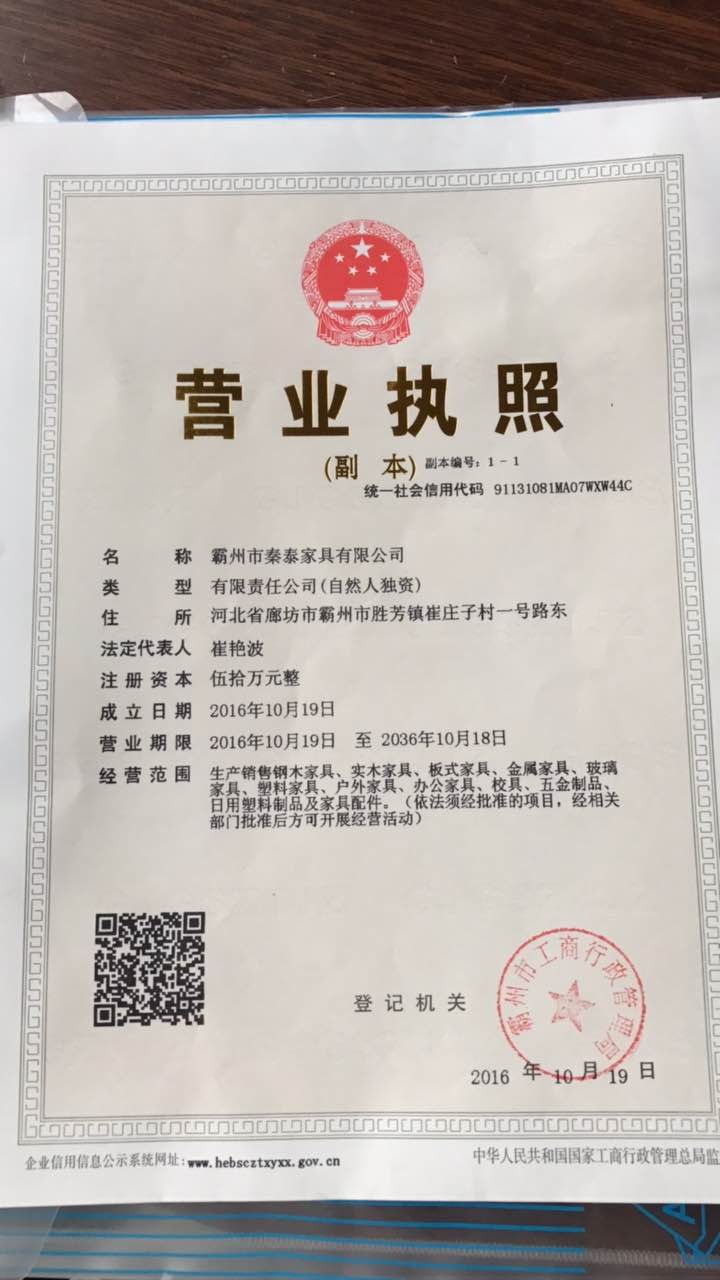 营业执照
(副 本) 副本编号：1-1
统一社会信用代码 91131081MA07WXW44C
名称 霸州市秦泰家具有限公司
类型 有限责任公司(自然人独资)
住所 河北省廊坊市霸州市胜芳镇崔庄子村一号路东
法定代表人 崔艳波
注册资本 伍拾万元整
成立日期 2016年10月19日
营业期限 2016年10月19日 至 2036年10月18日
经营范围 生产销售钢木家具、实木家具、板式家具、金属家具、玻璃
家具、塑料家具、户外家具、办公家具、校具、五金制品、
日用塑料制品及家具配件。（依法须经批准的项目，经相关
部门批准后方可开展经营活动）
霸州市工商行政管理局
登记机关
2016 年 10 月 19 日
企业信用信息公示系统网址：www.hebscztxyxx.gov.cn
中华人民共和国国家工商行政管理总局监